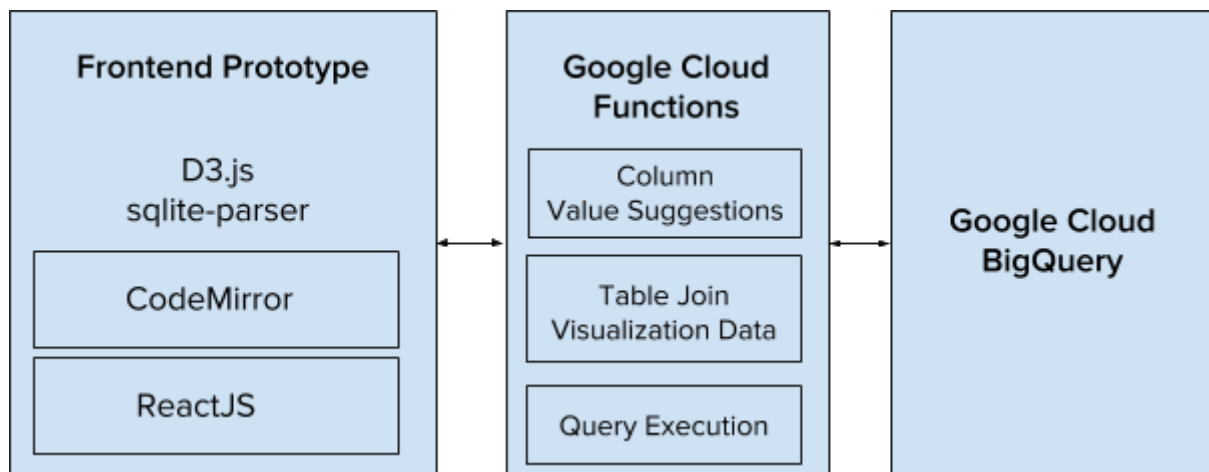 Frontend Prototype
D3.js
sqlite-parser
CodeMirror
ReactJS
Google Cloud
Functions
Column
Value Suggestions
Table Join
Visualization Data
Query Execution
Google Cloud
BigQuery